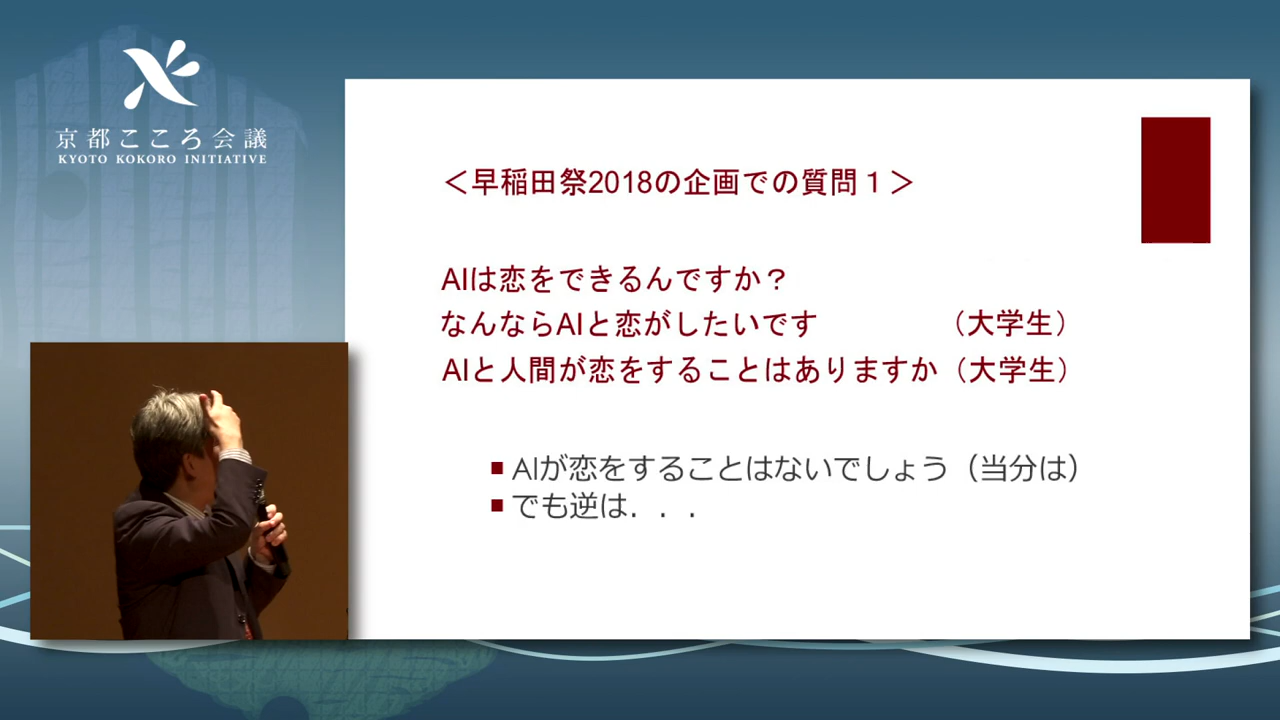 京都こころ会議
KYOTO KOKORO INITIATIVE
＜早稲田祭2018の企画での質問１＞
AIは恋をできるんですか？
なんならAIと恋がしたいです （大学生）
AIと人間が恋をすることはありますか（大学生）
AIが恋をすることはないでしょう（当分は）
でも逆は．．．